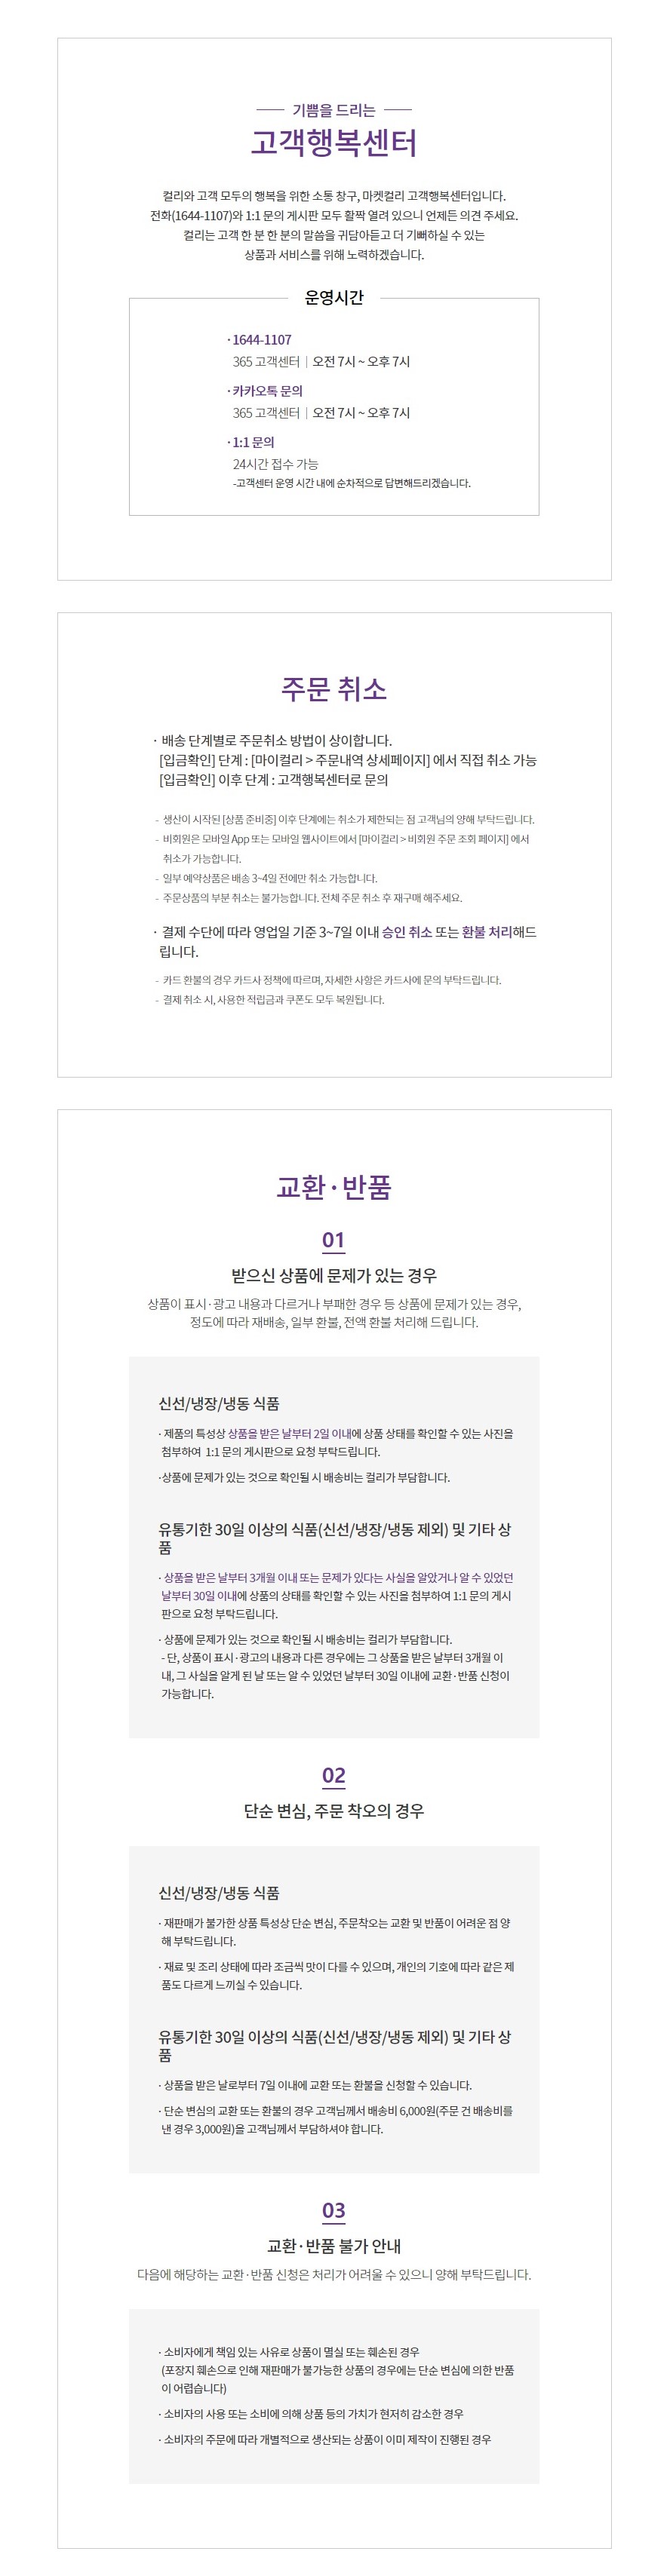 기쁨을 드리는
고객행복센터
컬리와 고객 모두의 행복을 위한 소통 창구, 마켓컬리 고객행복센터입니다.
전화(1644-1107)와 1:1 문의 게시판 모두 활짝 열려 있으니 언제든 의견 주세요.
컬리는 고객 한 분 한 분의 말씀을 귀담아듣고 더 기뻐하실 수 있는
상품과 서비스를 위해 노력하겠습니다.
운영시간
· 1644-1107
365 고객센터 | 오전 7시 ~ 오후 7시
· 카카오톡 문의
365 고객센터 | 오전 7시 ~ 오후 7시
· 1:1 문의
24시간 접수 가능
-고객센터 운영 시간 내에 순차적으로 답변해드리겠습니다.
주문 취소
· 배송 단계별로 주문취소 방법이 상이합니다.
[입금확인] 단계 : [마이컬리 > 주문내역 상세페이지] 에서 직접 취소 가능
[입금확인] 이후 단계 : 고객행복센터로 문의
- 생산이 시작된 [상품 준비중] 이후 단계에는 취소가 제한되는 점 고객님의 양해 부탁드립니다.
- 비회원은 모바일 App 또는 모바일 웹사이트에서 [마이컬리 > 비회원 주문 조회 페이지] 에서
취소가 가능합니다.
- 일부 예약상품은 배송 3~4일 전에만 취소 가능합니다.
- 주문상품의 부분 취소는 불가능합니다. 전체 주문 취소 후 재구매 해주세요.
· 결제 수단에 따라 영업일 기준 3~7일 이내 승인 취소 또는 환불 처리해드
립니다.
- 카드 환불의 경우 카드사 정책에 따르며, 자세한 사항은 카드사에 문의 부탁드립니다.
- 결제 취소 시, 사용한 적립금과 쿠폰도 모두 복원됩니다.
교환 · 반품
01
받으신 상품에 문제가 있는 경우
상품이 표시·광고 내용과 다르거나 부패한 경우 등 상품에 문제가 있는 경우,
정도에 따라 재배송, 일부 환불, 전액 환불 처리해 드립니다.
신선/냉장/냉동 식품
· 제품의 특성상 상품을 받은 날부터 2일 이내에 상품 상태를 확인할 수 있는 사진을
첨부하여 1:1 문의 게시판으로 요청 부탁드립니다.
·상품에 문제가 있는 것으로 확인될 시 배송비는 컬리가 부담합니다.
유통기한 30일 이상의 식품(신선/냉장/냉동 제외) 및 기타 상
품
· 상품을 받은 날부터 3개월 이내 또는 문제가 있다는 사실을 알았거나 알 수 있었던
날부터 30일 이내에 상품의 상태를 확인할 수 있는 사진을 첨부하여 1:1 문의 게시
판으로 요청 부탁드립니다.
· 상품에 문제가 있는 것으로 확인될 시 배송비는 컬리가 부담합니다.
- 단, 상품이 표시·광고의 내용과 다른 경우에는 그 상품을 받은 날부터 3개월 이
내, 그 사실을 알게 된 날 또는 알 수 있었던 날부터 30일 이내에 교환·반품 신청이
가능합니다.
02
단순 변심, 주문 착오의 경우
신선/냉장/냉동 식품
· 재판매가 불가한 상품 특성상 단순 변심, 주문착오는 교환 및 반품이 어려운 점 양
해 부탁드립니다.
· 재료 및 조리 상태에 따라 조금씩 맛이 다를 수 있으며, 개인의 기호에 따라 같은 제
품도 다르게 느끼실 수 있습니다.
유통기한 30일 이상의 식품(신선/냉장/냉동 제외) 및 기타 상
품
· 상품을 받은 날로부터 7일 이내에 교환 또는 환불을 신청할 수 있습니다.
· 단순 변심의 교환 또는 환불의 경우 고객님께서 배송비 6,000원(주문 건 배송비를
낸 경우 3,000원)을 고객님께서 부담하셔야 합니다.
03
교환·반품 불가 안내
다음에 해당하는 교환·반품 신청은 처리가 어려울 수 있으니 양해 부탁드립니다.
· 소비자에게 책임 있는 사유로 상품이 멸실 또는 훼손된 경우
(포장지 훼손으로 인해 재판매가 불가능한 상품의 경우에는 단순 변심에 의한 반품
이 어렵습니다)
· 소비자의 사용 또는 소비에 의해 상품 등의 가치가 현저히 감소한 경우
· 소비자의 주문에 따라 개별적으로 생산되는 상품이 이미 제작이 진행된 경우